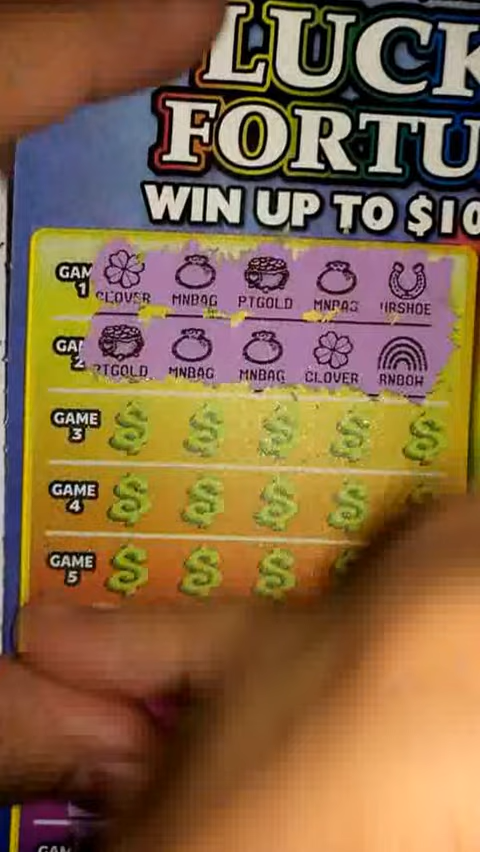 LUCK
FORTU
WIN UP TO $10
GAM
1
CLOVER MNBAG PTGOLD MNBAG HRSHOE
GA
2
PTGOLD MNBAG MNBAG CLOVER RNBOW
GAME
3
$ $ $ $ $
GAME
4
$ $ $ $
GAME
5
$ $ $
GAM